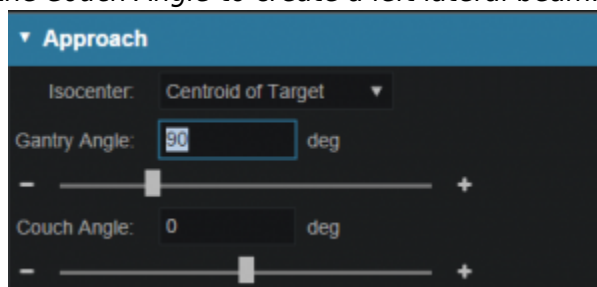 the Couch Angle to create a left lateral beam.
▼ Approach
Isocenter: Centroid of Target ▼
Gantry Angle: 90 deg
- +
Couch Angle: 0 deg
- +